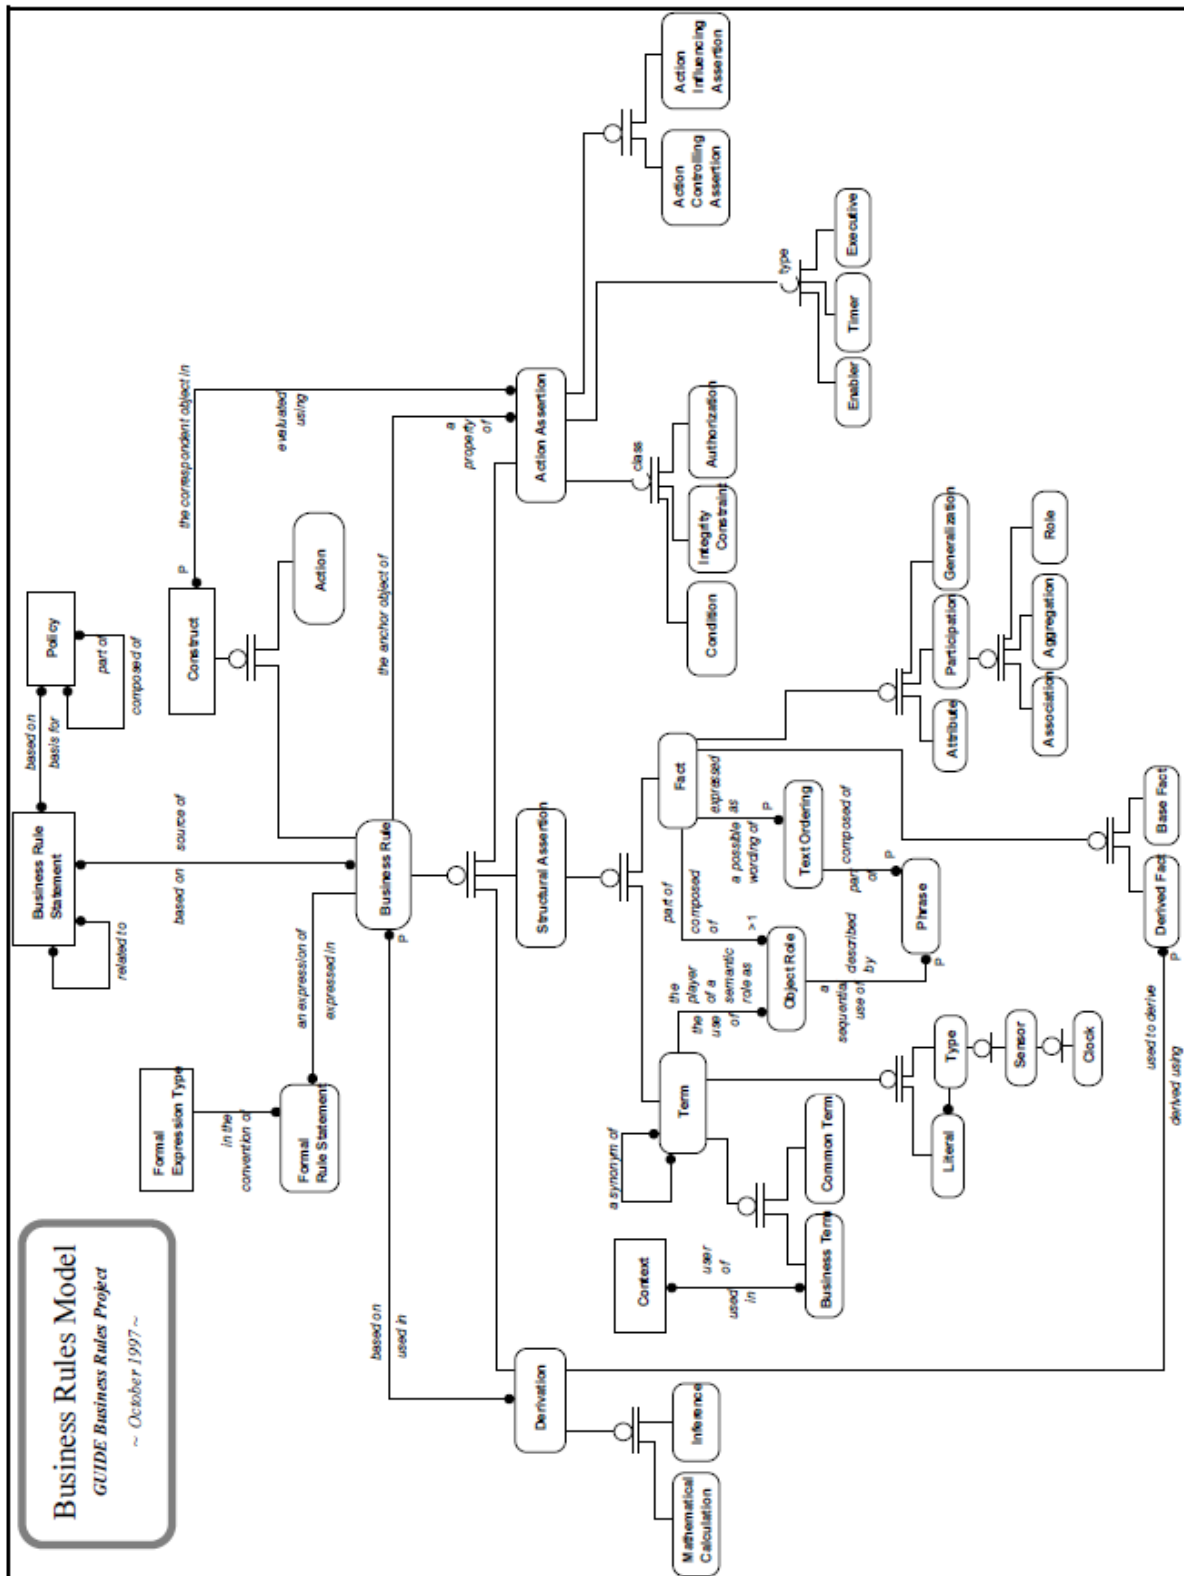 Business Rules Model
GUIDE Business Rules Project
~ October 1997 ~
Formal
Expression Type
in the
convention of
Formal
Rule Statement
an expression of
expressed in
Business Rule
Statement
related to
based on
source of
based on
basis for
Policy
part of
composed of
Construct
P
the correspondent object in
evaluated
using
Action
Business Rule
P
the anchor object of
a
property
of
based on
used in
Derivation
Structural Assertion
Action Assertion
Mathematical
Calculation
Inference
Context
user
of
used
in
Business Term
Common Term
a synonym of
Term
the
player
of a
semantic
role as
the
use
of
Object Role
part of
composed
of
>1
Fact
expressed
as
a possible
wording of
P
Text Ordering
composed of
part of
P
Phrase
P
described
by
a
sequential
use of
Literal
Type
Sensor
Clock
used to derive
derived using
P
Derived Fact
Base Fact
Attribute
Participation
Generalization
Association
Aggregation
Role
class
Condition
Integrity
Constraint
Authorization
type
Enabler
Timer
Executive
Action
Controlling
Assertion
Action
Influencing
Assertion